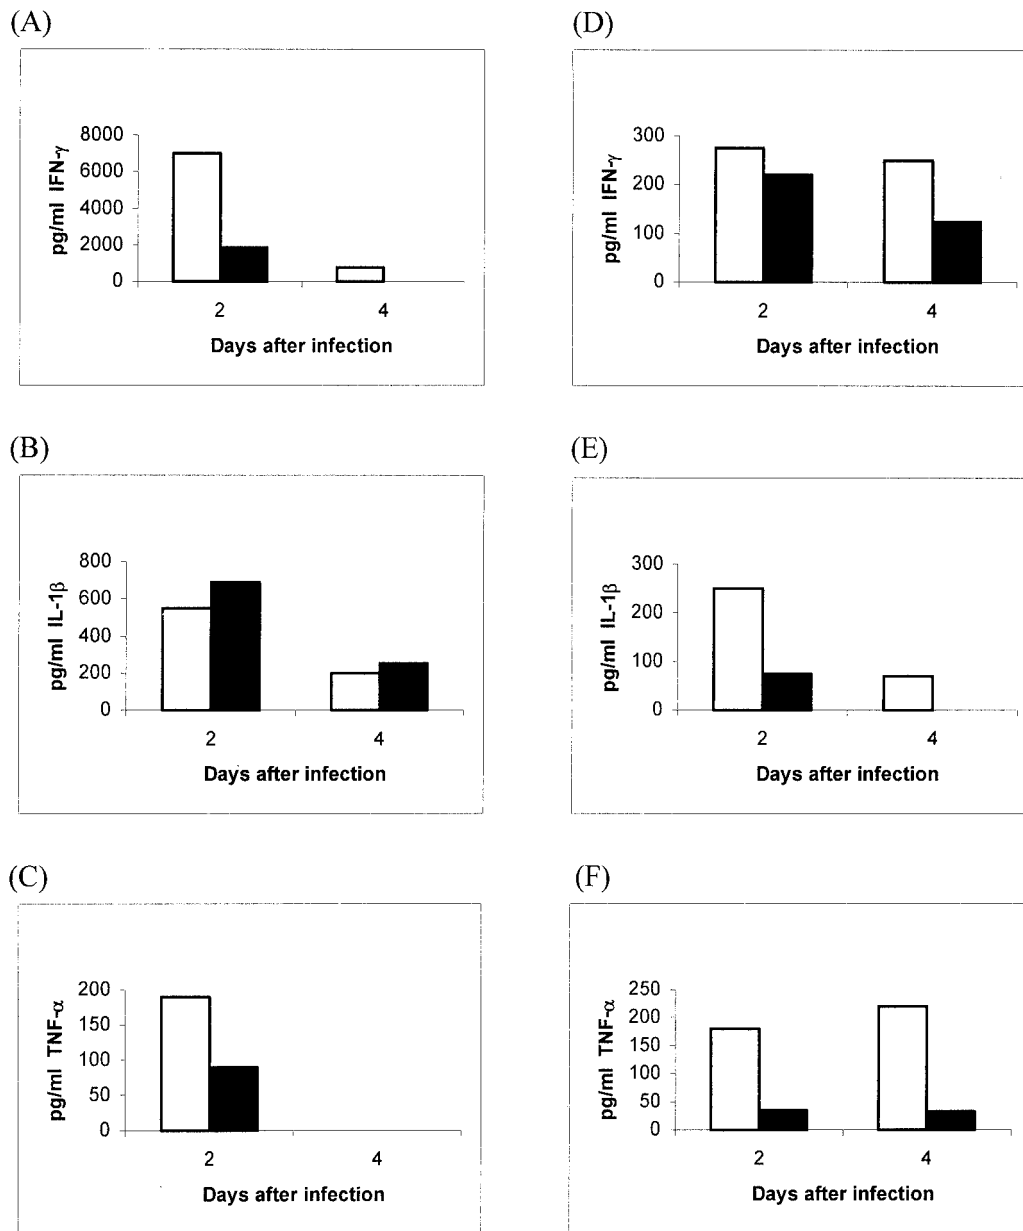 (A)
8000
6000
4000
2000
0
pg/ml IFN-γ
2
4
Days after infection
(D)
300
200
100
0
pg/ml IFN-γ
2
4
Days after infection
(B)
800
600
400
200
0
pg/ml IL-1β
2
4
Days after infection
(E)
300
200
100
0
pg/ml IL-1β
2
4
Days after infection
(C)
200
150
100
50
0
pg/ml TNF-α
2
4
Days after infection
(F)
250
200
150
100
50
0
pg/ml TNF-α
2
4
Days after infection